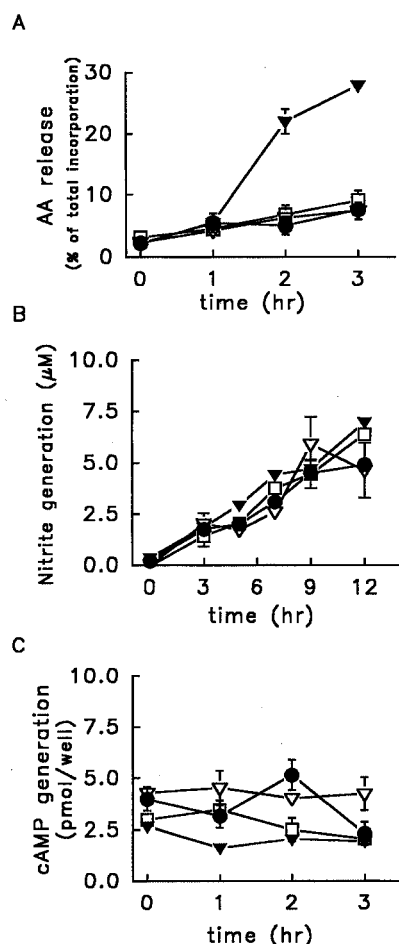 A
AA release
(% of total incorporation)
30
20
10
0
0 1 2 3
time (hr)
B
Nitrite generation (μM)
10.0
7.5
5.0
2.5
0.0
0 3 6 9 12
time (hr)
C
cAMP generation
(pmol/well)
10.0
7.5
5.0
2.5
0.0
0 1 2 3
time (hr)